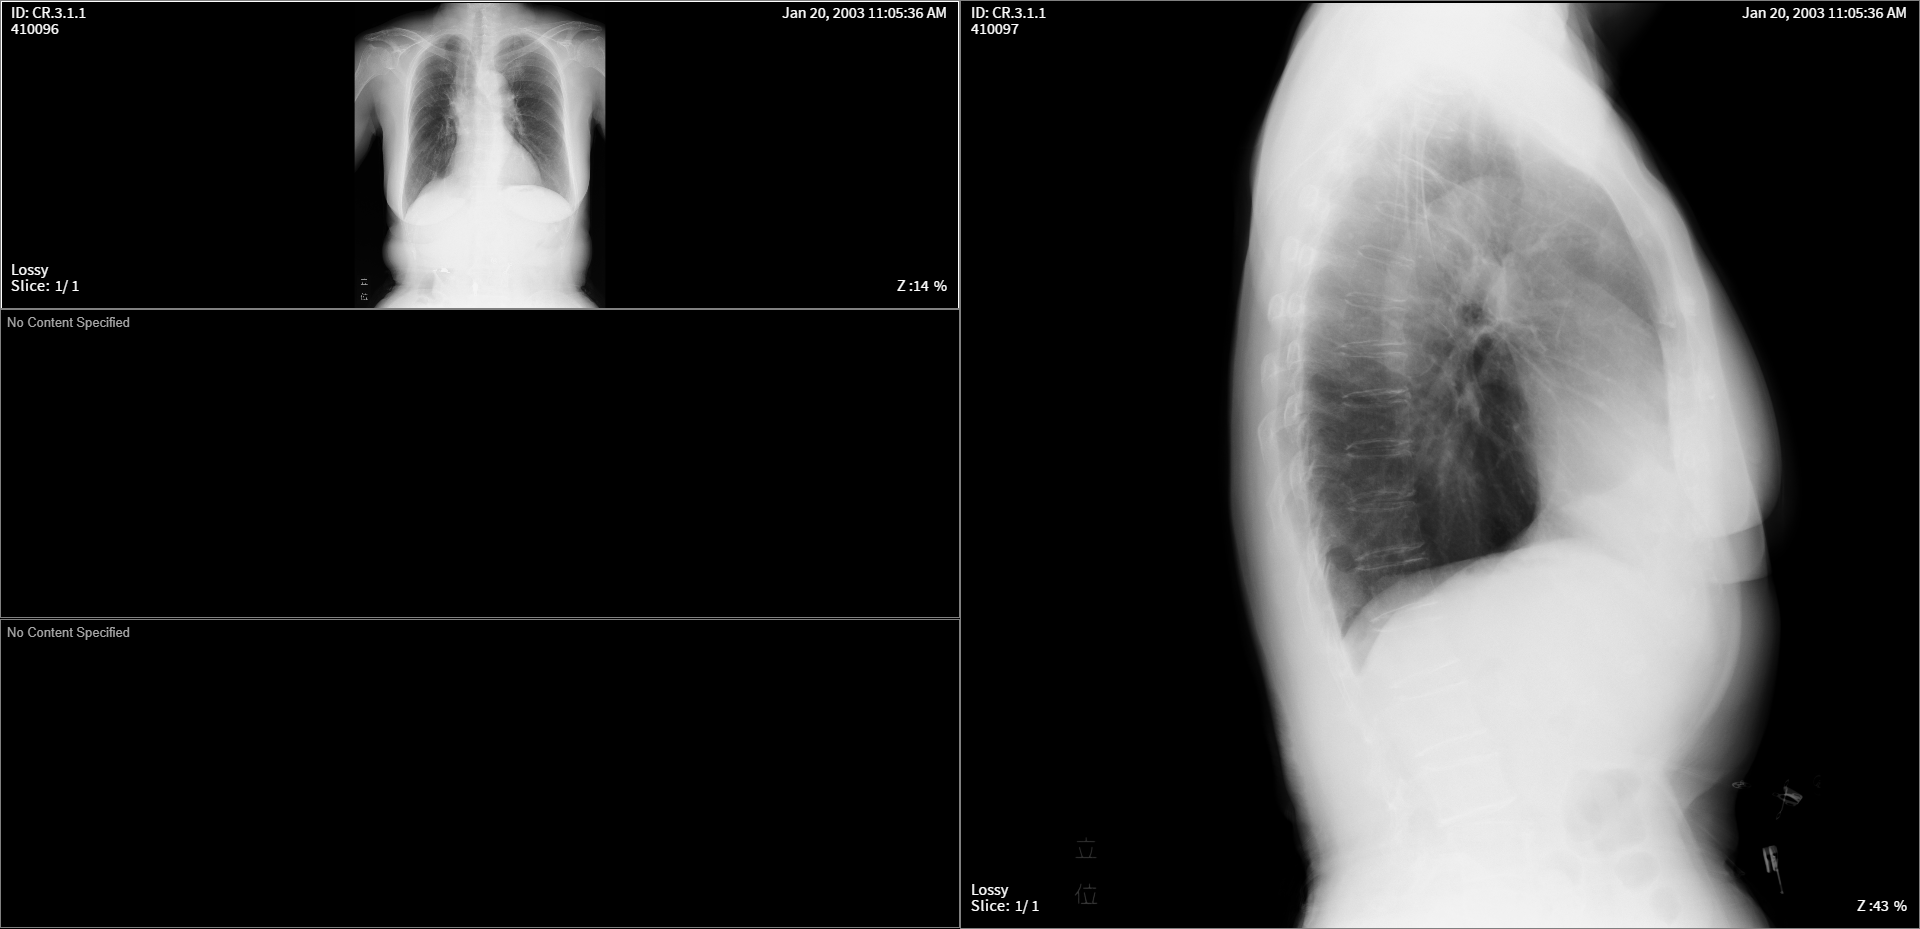 ID: CR.3.1.1
410096
Jan 20, 2003 11:05:36 AM
立
位
Lossy
Slice: 1/ 1
Z :14 %
No Content Specified
No Content Specified
ID: CR.3.1.1
410097
Jan 20, 2003 11:05:36 AM
立
位
Lossy
Slice: 1/ 1
Z :43 %